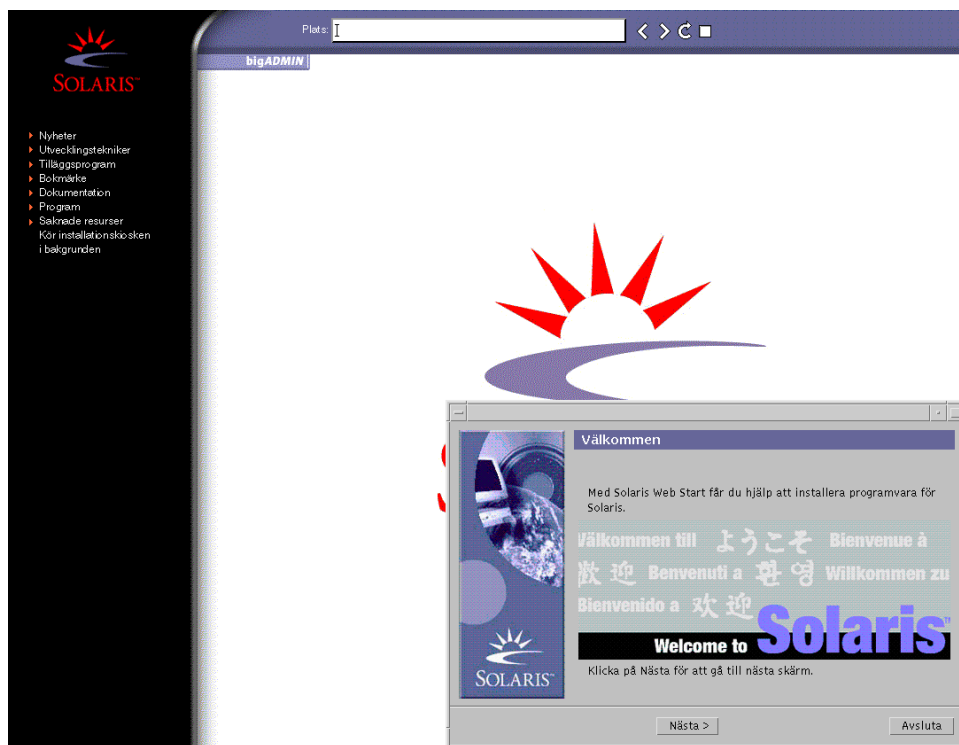 Plats:
bigADMIN
SOLARIS™
Nyheter
Utvecklingstekniker
Tilläggsprogram
Bokmärke
Dokumentation
Program
Saknade resurser
Kör installationskiosken
i bakgrunden
Välkommen
Med Solaris Web Start får du hjälp att installera programvara för
Solaris.
Välkommen till ようこそ Bienvenue à
歡迎 Benvenuti a 환영 Willkommen zu
Bienvenido a 欢迎
Welcome to Solaris™
Klicka på Nästa för att gå till nästa skärm.
SOLARIS™
Nästa >
Avsluta